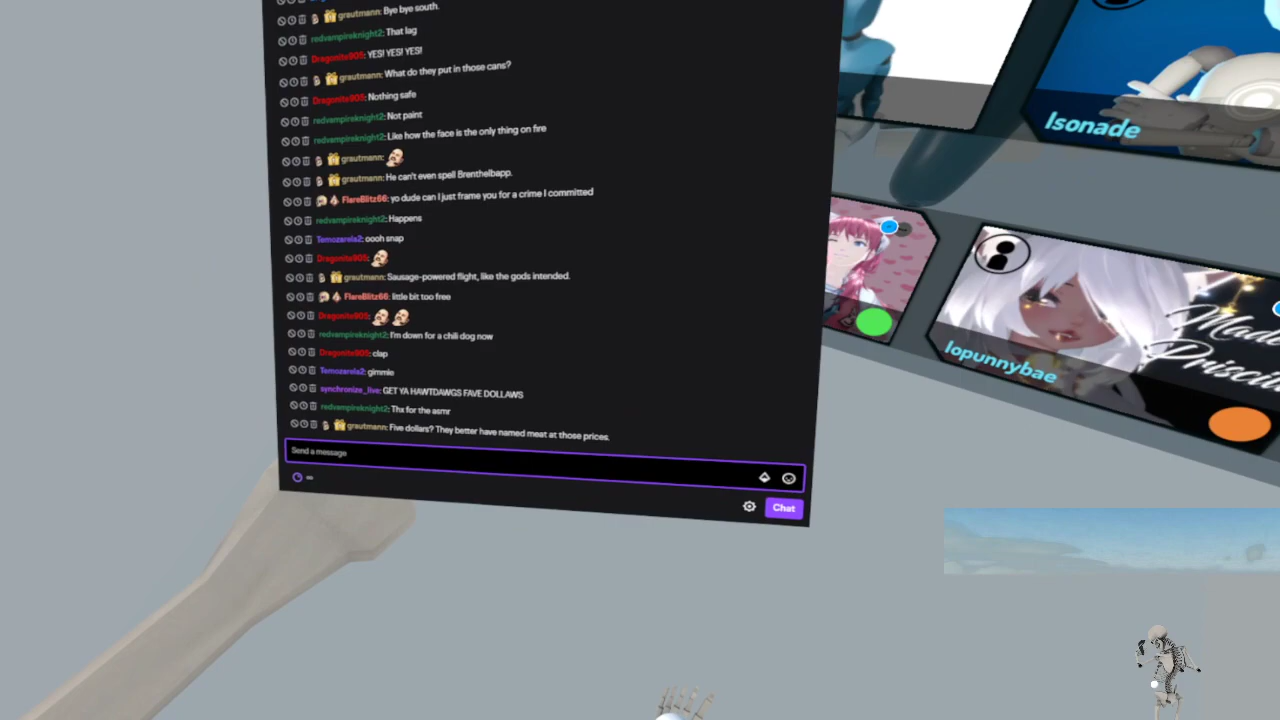 grautmann: Bye bye south.
redvampireknight2: That lag
Dragonite905: YES! YES! YES!
grautmann: What do they put in those cans?
Dragonite905: Nothing safe
redvampireknight2: Not paint
redvampireknight2: Like how the face is the only thing on fire
grautmann:
grautmann: He can't even spell Brenthelbapp.
FlareBlitz66: yo dude can I just frame you for a crime I committed
redvampireknight2: Happens
Temozarela2: oooh snap
Dragonite905:
grautmann: Sausage-powered flight, like the gods intended.
FlareBlitz66: little bit too free
Dragonite905:
redvampireknight2: I'm down for a chili dog now
Dragonite905: clap
Temozarela2: gimmie
synchronize_live: GET YA HAWTDAWGS FAVE DOLLAWS
redvampireknight2: Thx for the asmr
grautmann: Five dollars? They better have named meat at those prices.
Send a message
Chat
lsonade
lopunnybae